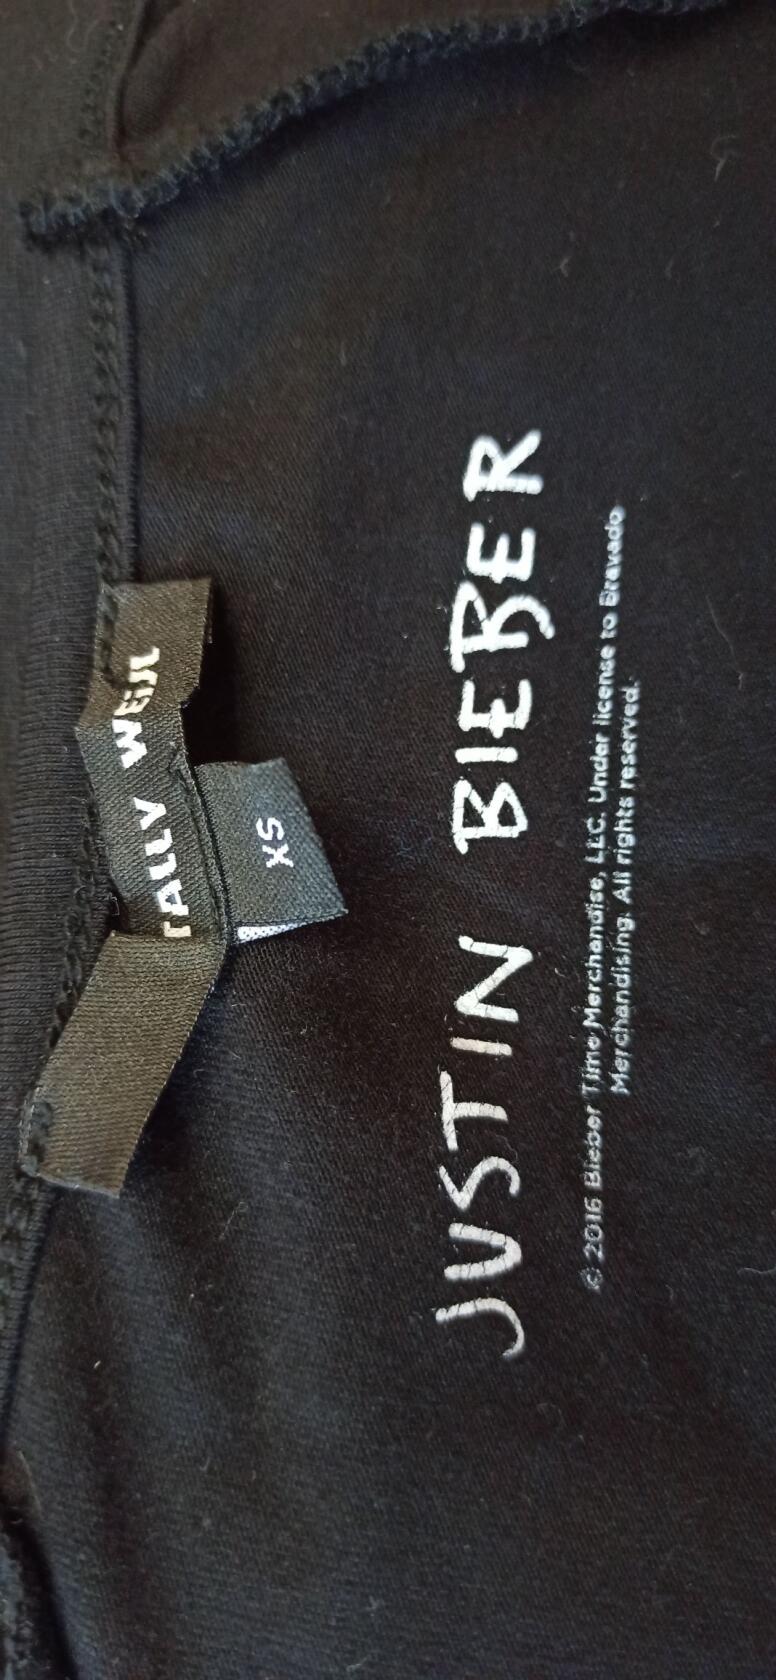 TALLY WEiJL
XS
JUSTIN BIEBER
© 2016 Bieber Time Merchandise, LLC. Under license to Bravado
Merchandising. All rights reserved.